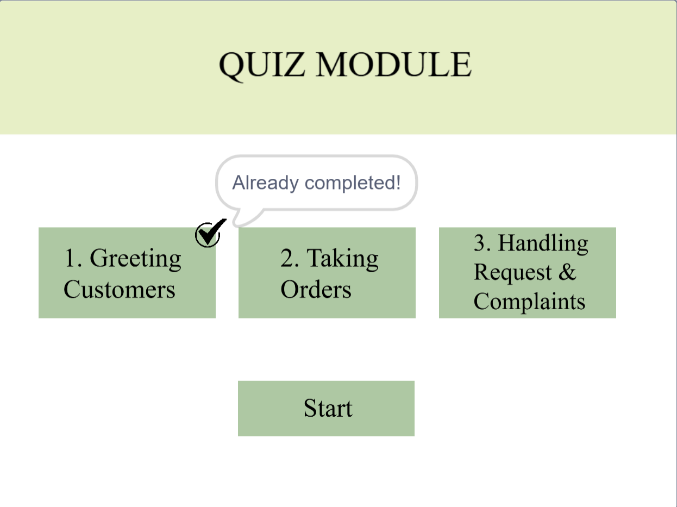 QUIZ MODULE
Already completed!
1. Greeting
Customers
2. Taking
Orders
3. Handling
Request &
Complaints
Start